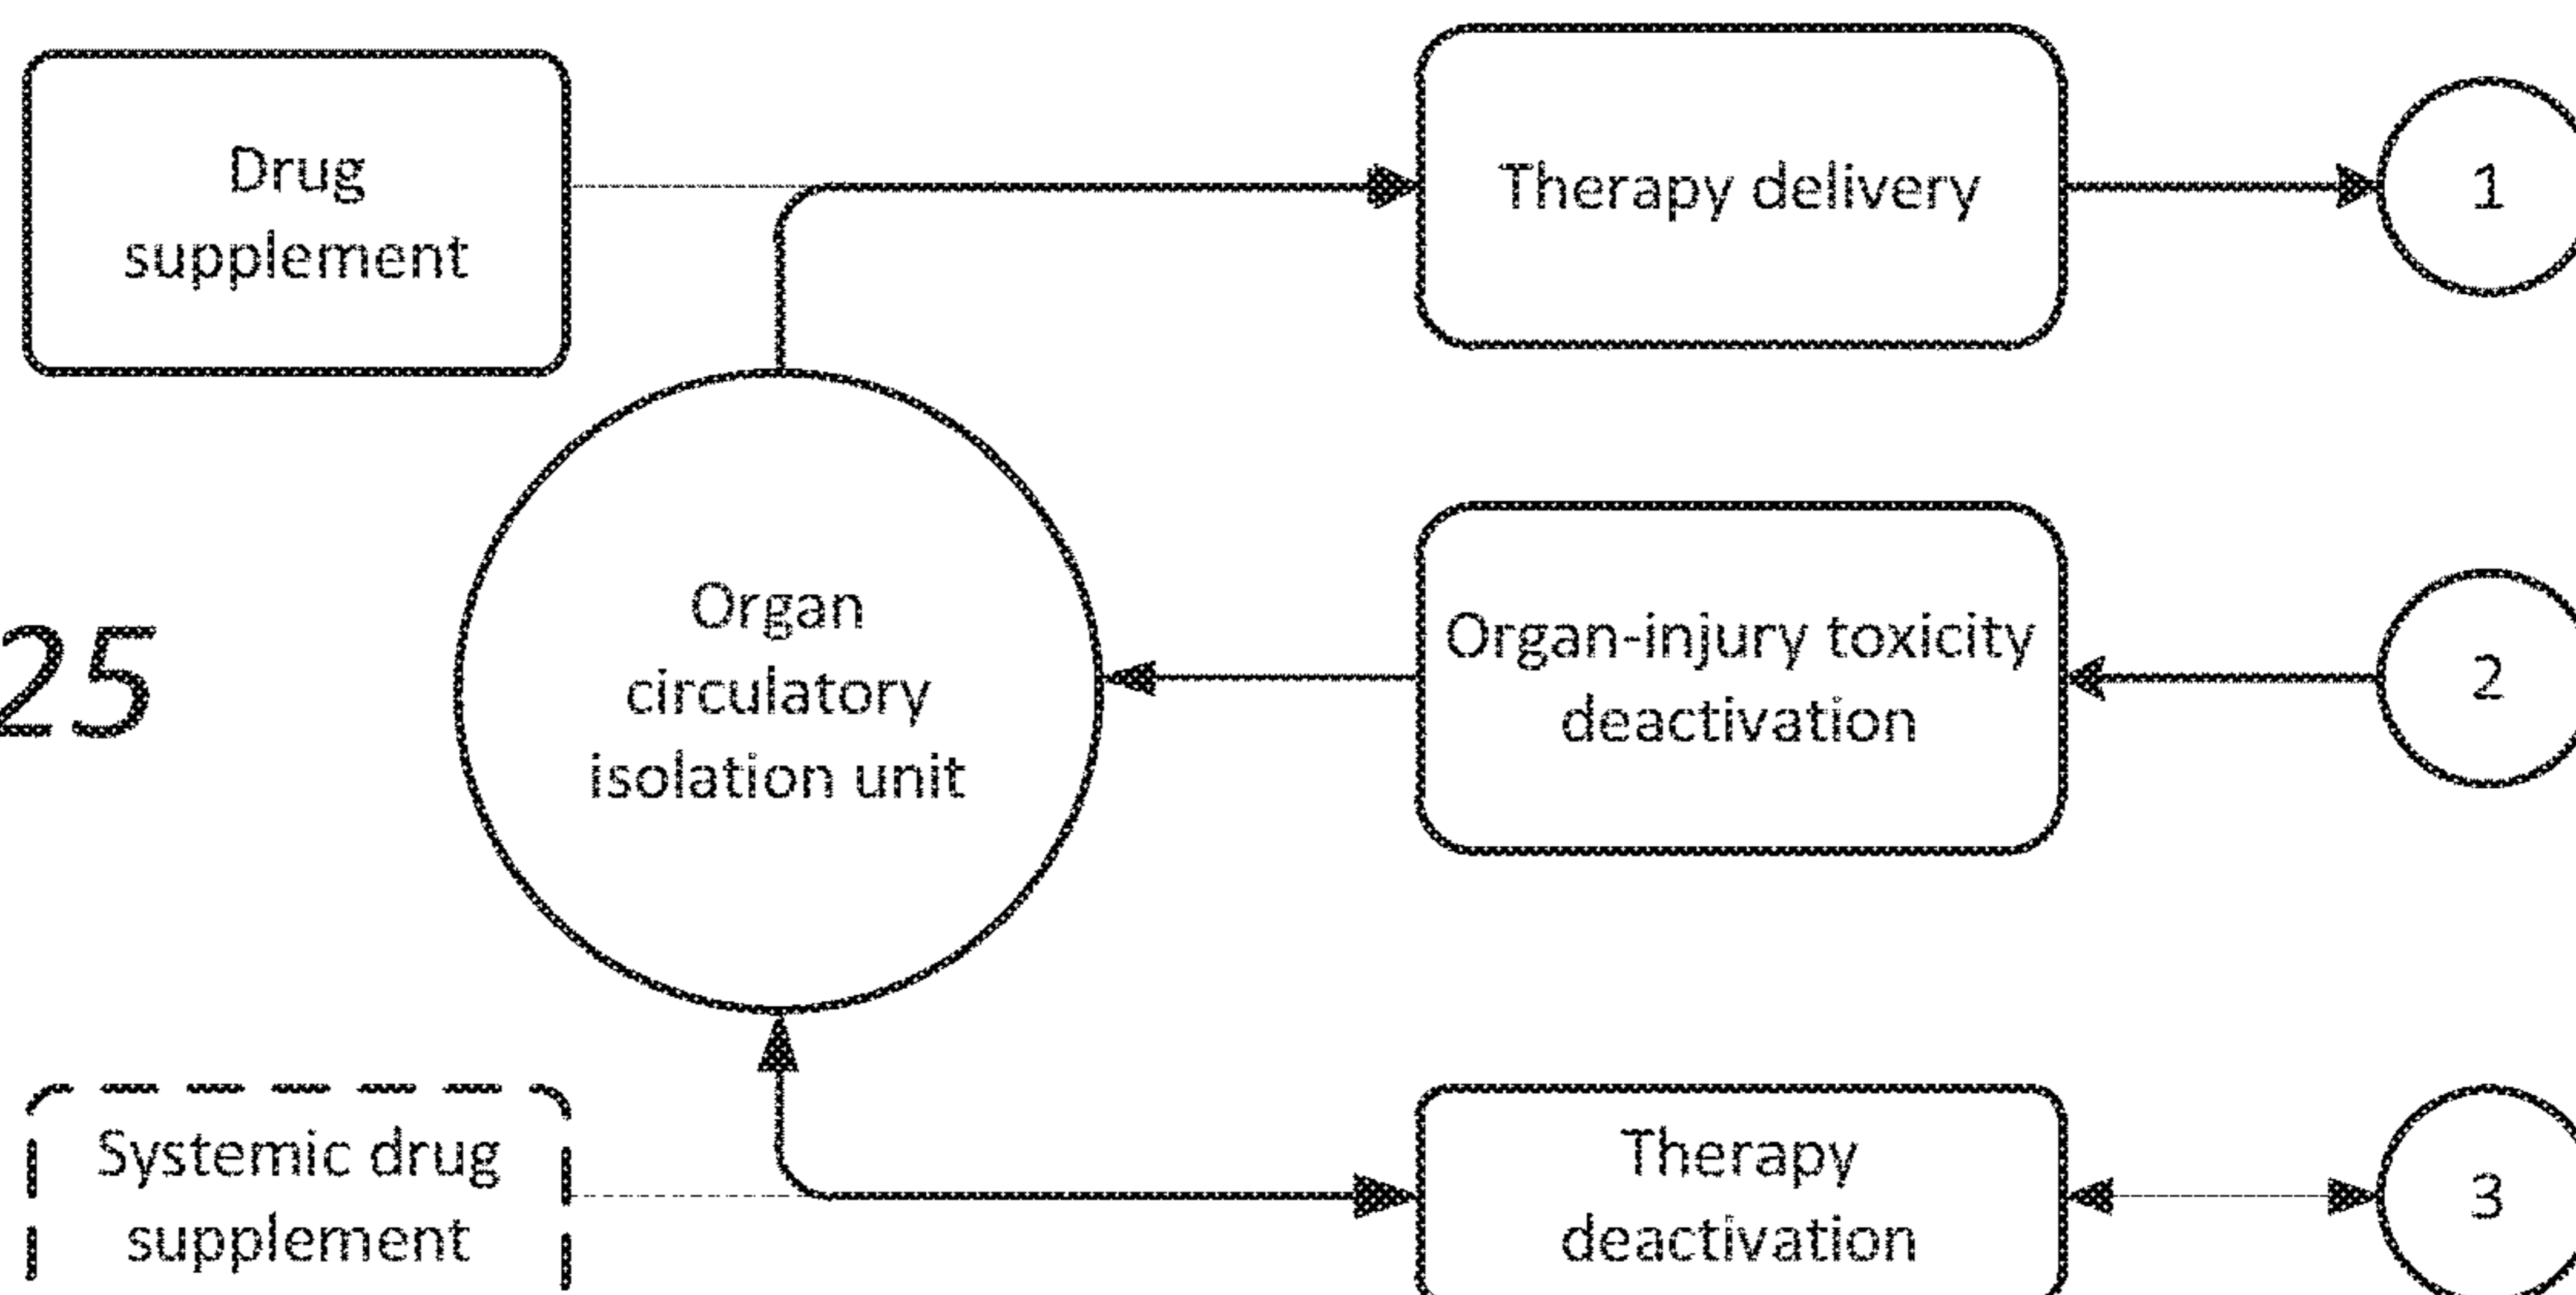 Drug
supplement
Therapy delivery
1
Organ
circulatory
isolation unit
Organ-injury toxicity
deactivation
2
25
Systemic drug
supplement
Therapy
deactivation
3